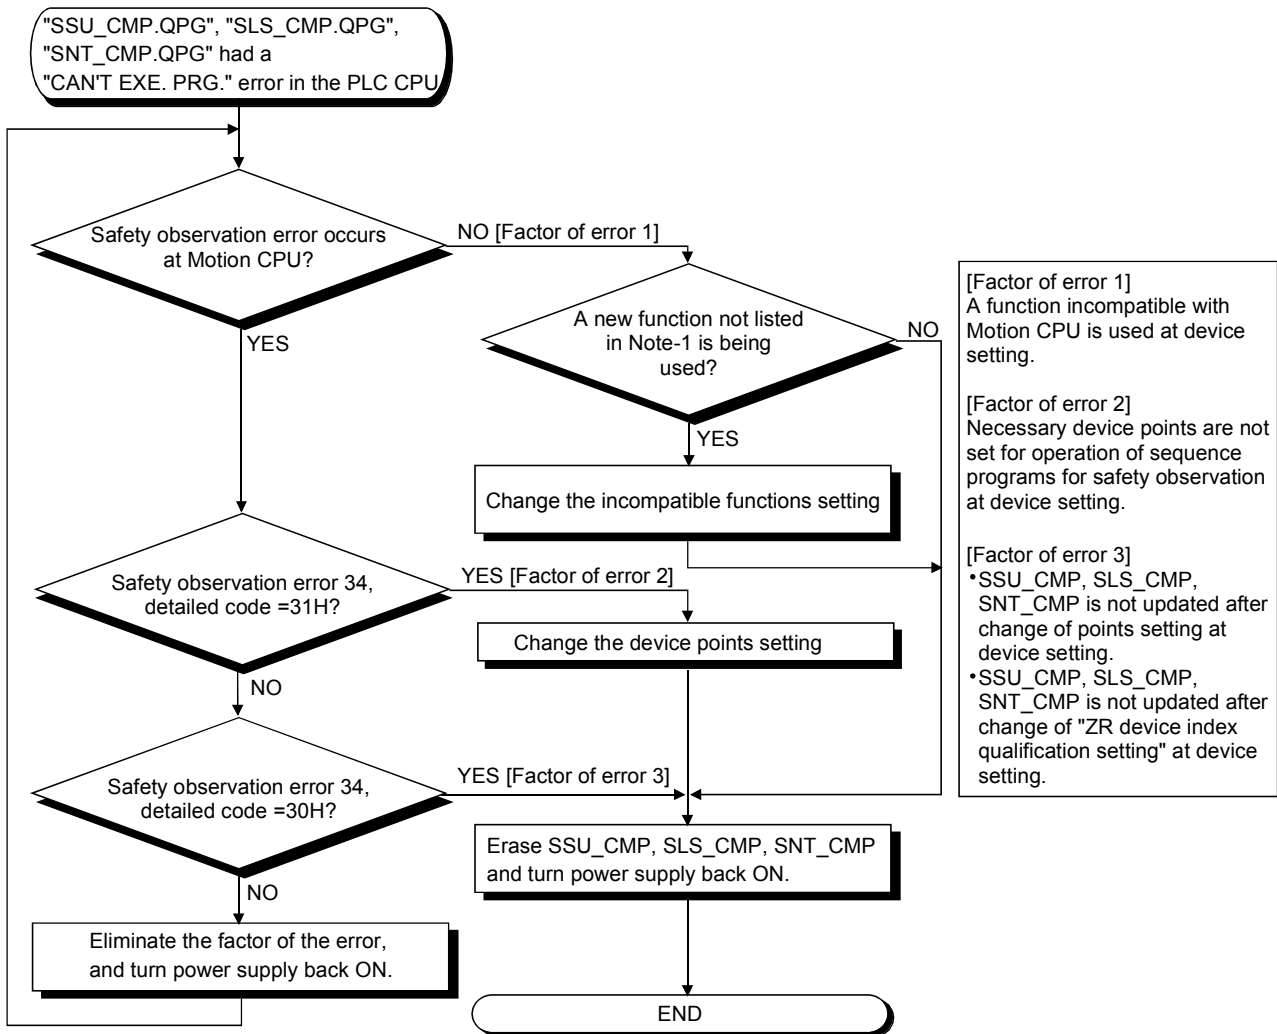 "SSU_CMP.QPG", "SLS_CMP.QPG",
"SNT_CMP.QPG" had a
"CAN'T EXE. PRG." error in the PLC CPU
Safety observation error occurs
at Motion CPU?
NO [Factor of error 1]
YES
A new function not listed
in Note-1 is being
used?
NO
YES
Change the incompatible functions setting
Safety observation error 34,
detailed code =31H?
YES [Factor of error 2]
Change the device points setting
NO
Safety observation error 34,
detailed code =30H?
YES [Factor of error 3]
NO
Erase SSU_CMP, SLS_CMP, SNT_CMP
and turn power supply back ON.
Eliminate the factor of the error,
and turn power supply back ON.
END
[Factor of error 1]
A function incompatible with
Motion CPU is used at device
setting.
[Factor of error 2]
Necessary device points are not
set for operation of sequence
programs for safety observation
at device setting.
[Factor of error 3]
•SSU_CMP, SLS_CMP,
SNT_CMP is not updated after
change of points setting at
device setting.
•SSU_CMP, SLS_CMP,
SNT_CMP is not updated after
change of "ZR device index
qualification setting" at device
setting.